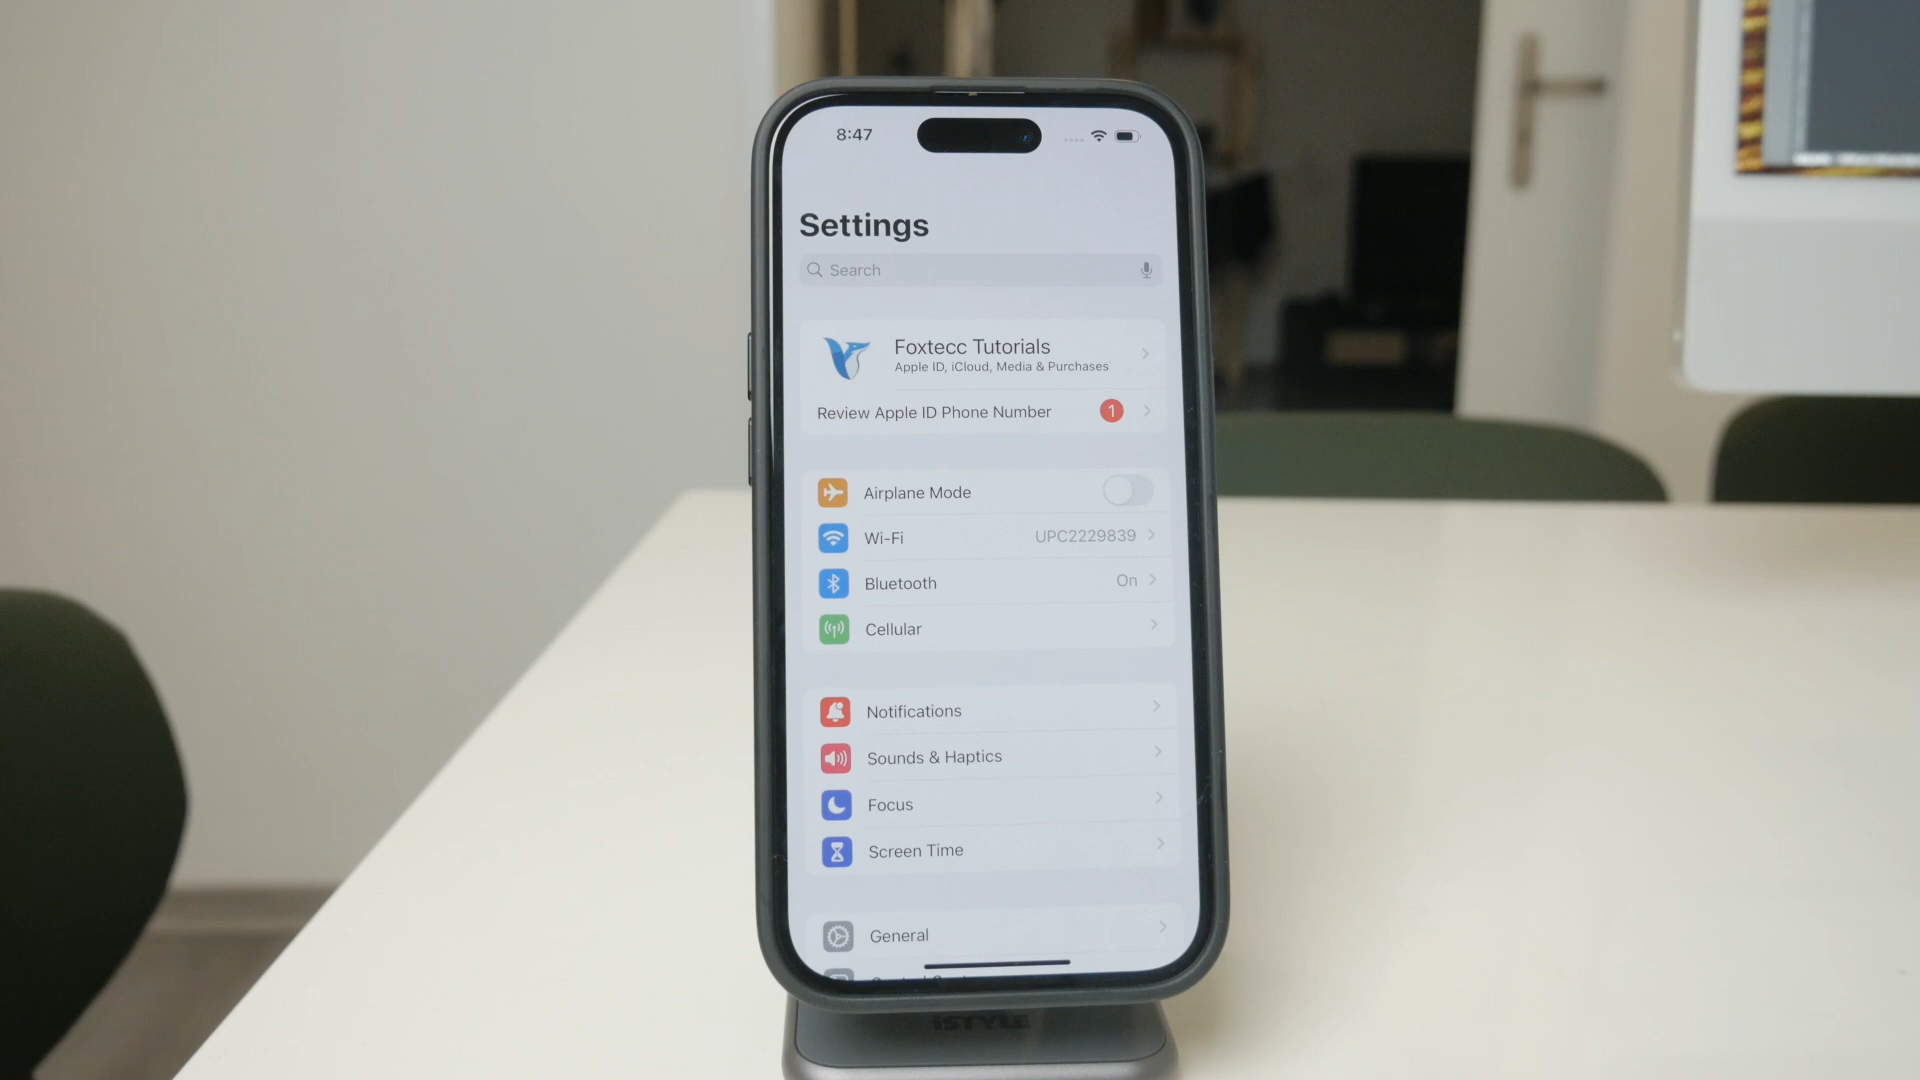 8:47
Settings
Search
Foxtecc Tutorials
Apple ID, iCloud, Media & Purchases
Review Apple ID Phone Number 1
Airplane Mode
Wi-Fi UPC2229839
Bluetooth On
Cellular
Notifications
Sounds & Haptics
Focus
Screen Time
General
iSTYLE